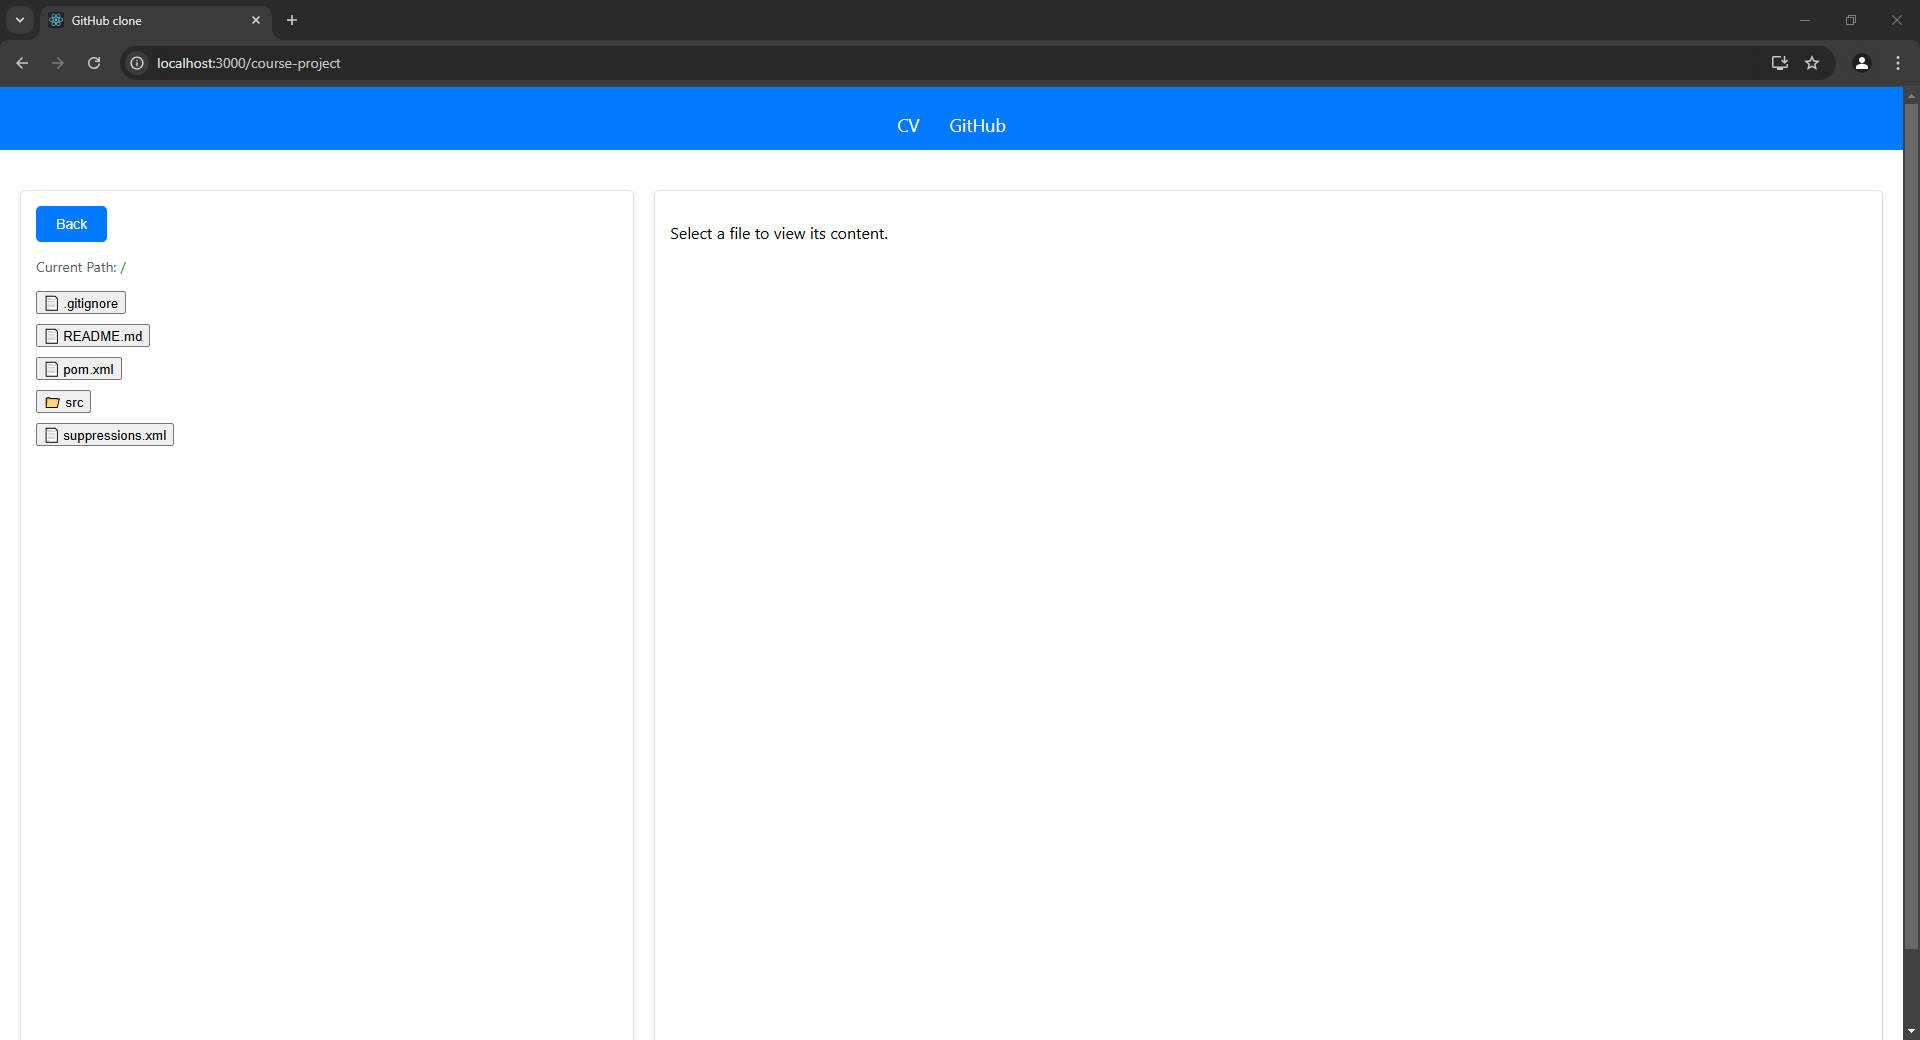 GitHub clone
localhost:3000/course-project
CV GitHub
Back
Current Path: /
.gitignore
README.md
pom.xml
src
suppressions.xml
Select a file to view its content.